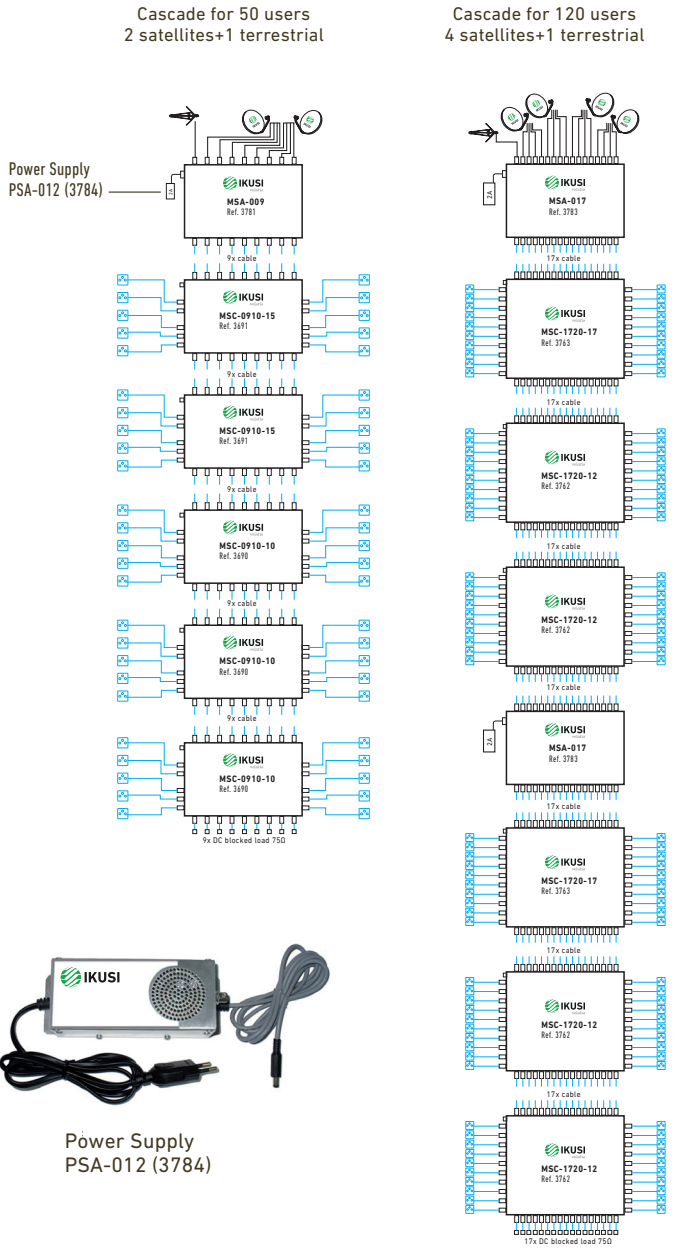 Cascade for 50 users
2 satellites+1 terrestrial
Power Supply
PSA-012 (3784)
2A
IKUSI
MSA-009
Ref. 3781
9x cable
IKUSI
MSC-0910-15
Ref. 3691
9x cable
IKUSI
MSC-0910-15
Ref. 3691
9x cable
IKUSI
MSC-0910-10
Ref. 3690
9x cable
IKUSI
MSC-0910-10
Ref. 3690
9x cable
IKUSI
MSC-0910-10
Ref. 3690
9x DC blocked load 75Ω
IKUSI
Power Supply
PSA-012 (3784)
Cascade for 120 users
4 satellites+1 terrestrial
2A
IKUSI
MSA-017
Ref. 3783
17x cable
IKUSI
MSC-1720-17
Ref. 3763
17x cable
IKUSI
MSC-1720-12
Ref. 3762
17x cable
IKUSI
MSC-1720-12
Ref. 3762
17x cable
2A
IKUSI
MSA-017
Ref. 3783
17x cable
IKUSI
MSC-1720-17
Ref. 3763
IKUSI
MSC-1720-12
Ref. 3762
17x cable
IKUSI
MSC-1720-12
Ref. 3762
17x DC blocked load 75Ω